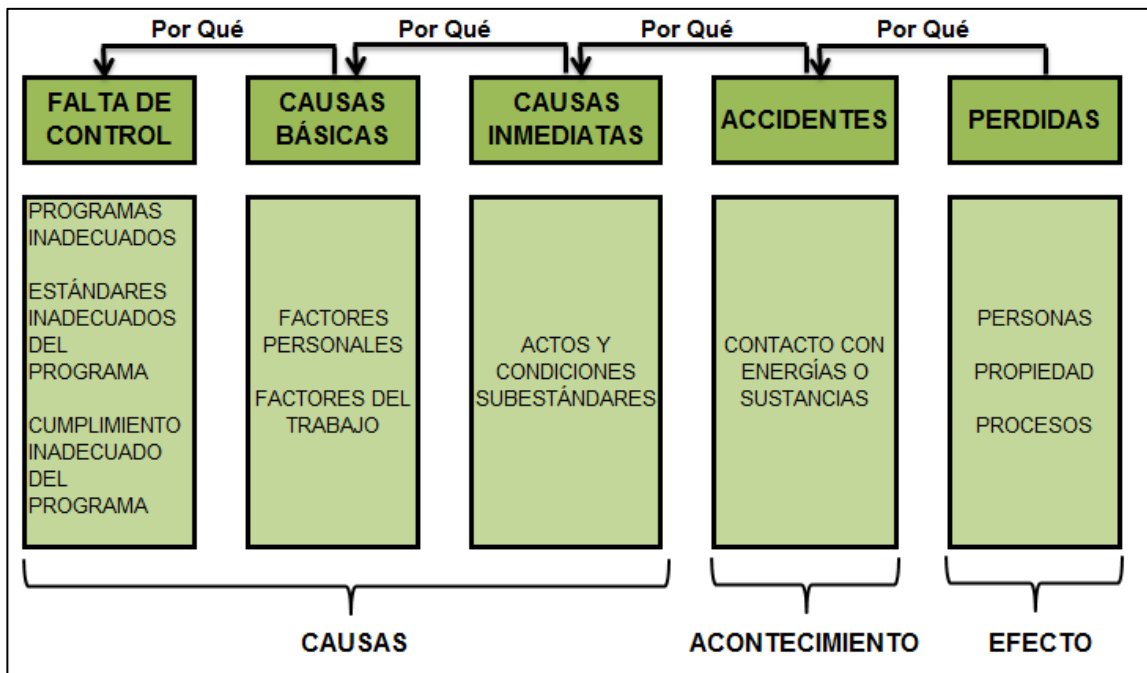 Por Qué
Por Qué
Por Qué
Por Qué
FALTA DE
CONTROL
CAUSAS
BÁSICAS
CAUSAS
INMEDIATAS
ACCIDENTES
PERDIDAS
PROGRAMAS
INADECUADOS
ESTÁNDARES
INADECUADOS
DEL
PROGRAMA
CUMPLIMIENTO
INADECUADO
DEL
PROGRAMA
FACTORES
PERSONALES
FACTORES DEL
TRABAJO
ACTOS Y
CONDICIONES
SUBESTÁNDARES
CONTACTO CON
ENERGÍAS O
SUSTANCIAS
PERSONAS
PROPIEDAD
PROCESOS
CAUSAS
ACONTECIMIENTO
EFECTO